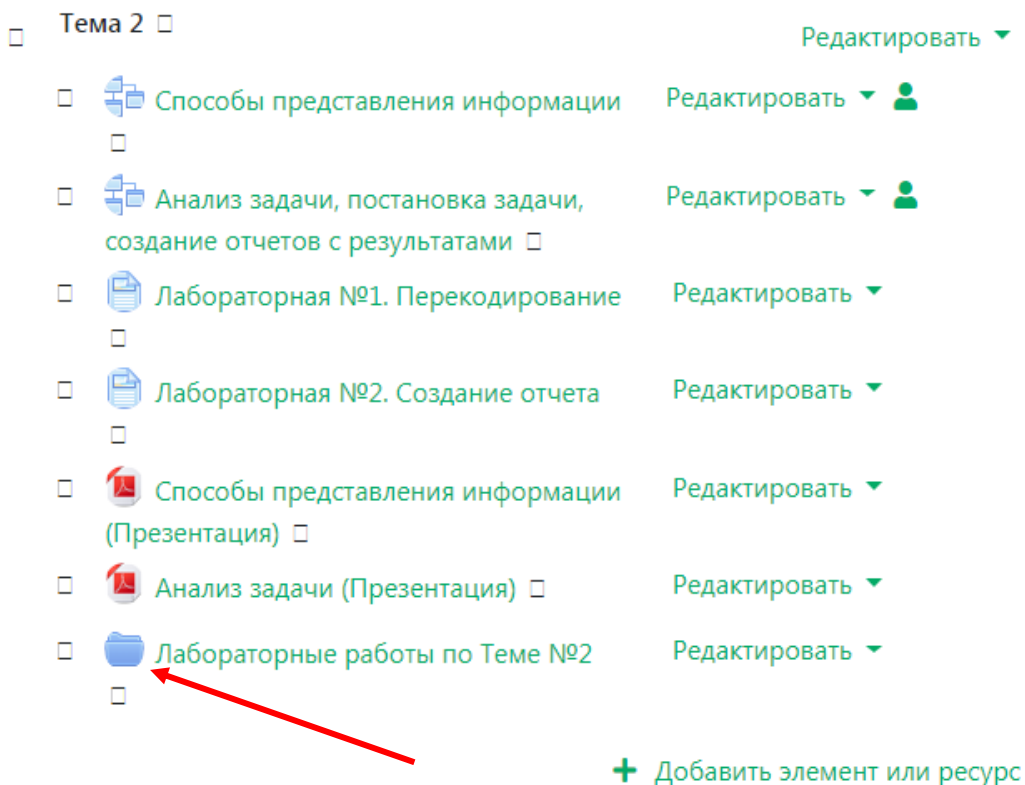 Тема 2
Редактировать
Способы представления информации
Редактировать
Анализ задачи, постановка задачи,
создание отчетов с результатами
Редактировать
Лабораторная №1. Перекодирование
Редактировать
Лабораторная №2. Создание отчета
Редактировать
Способы представления информации
(Презентация)
Редактировать
Анализ задачи (Презентация)
Редактировать
Лабораторные работы по Теме №2
Редактировать
+ Добавить элемент или ресурс